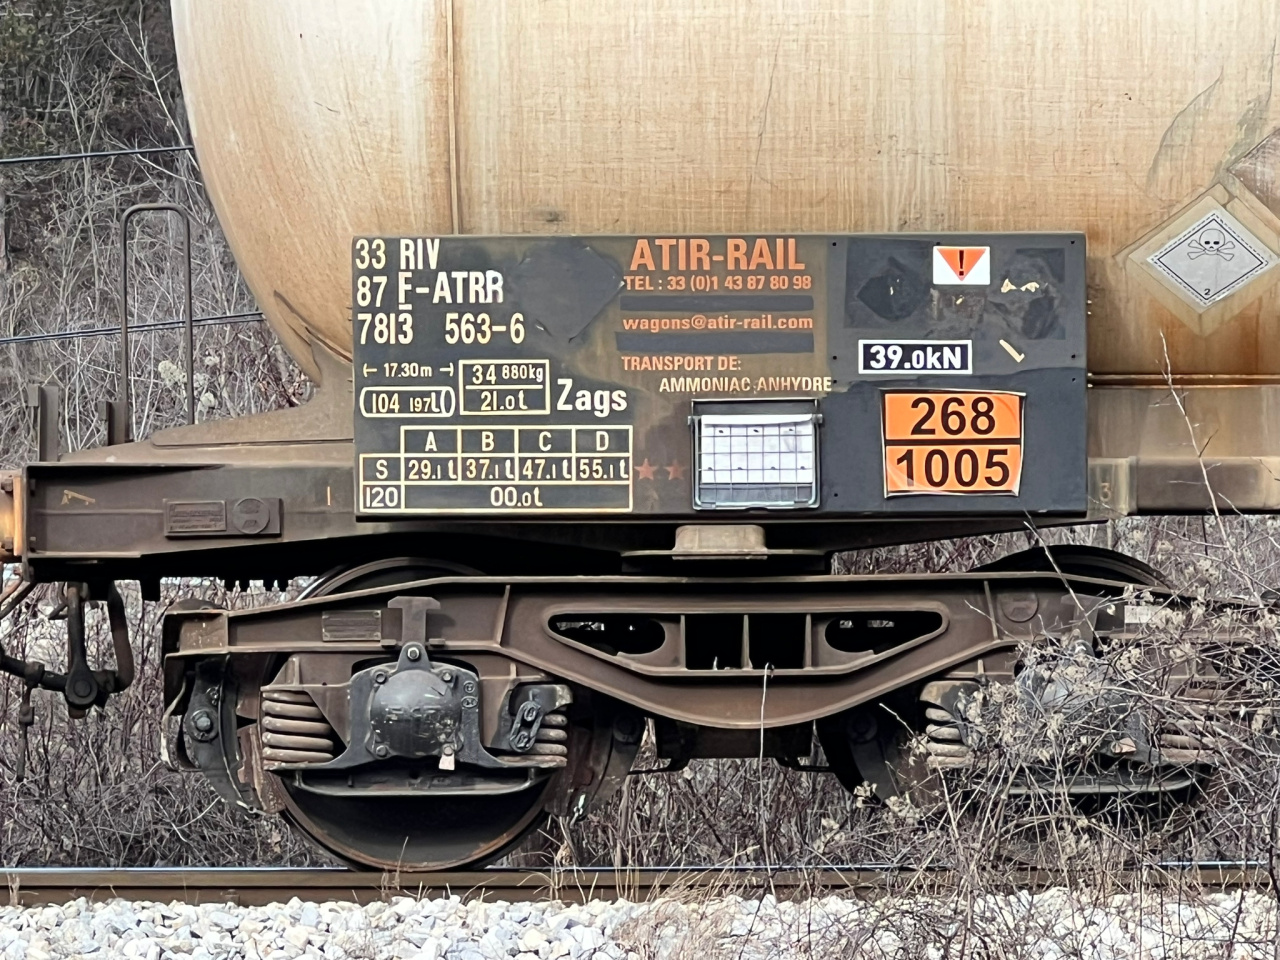 33 RIV
87 F-ATRR
7813 563-6
17.30m
34 880kg
21.0t
Zags
A B C D
S 29.1t 37.1t 47.1t 55.1t
120 00.0t
ATIR-RAIL
TEL : 33 (0)1 43 87 80 98
wagons@atir-rail.com
TRANSPORT DE:
AMMONIAC ANHYDRE
!
39.0kN
268
1005
2
3